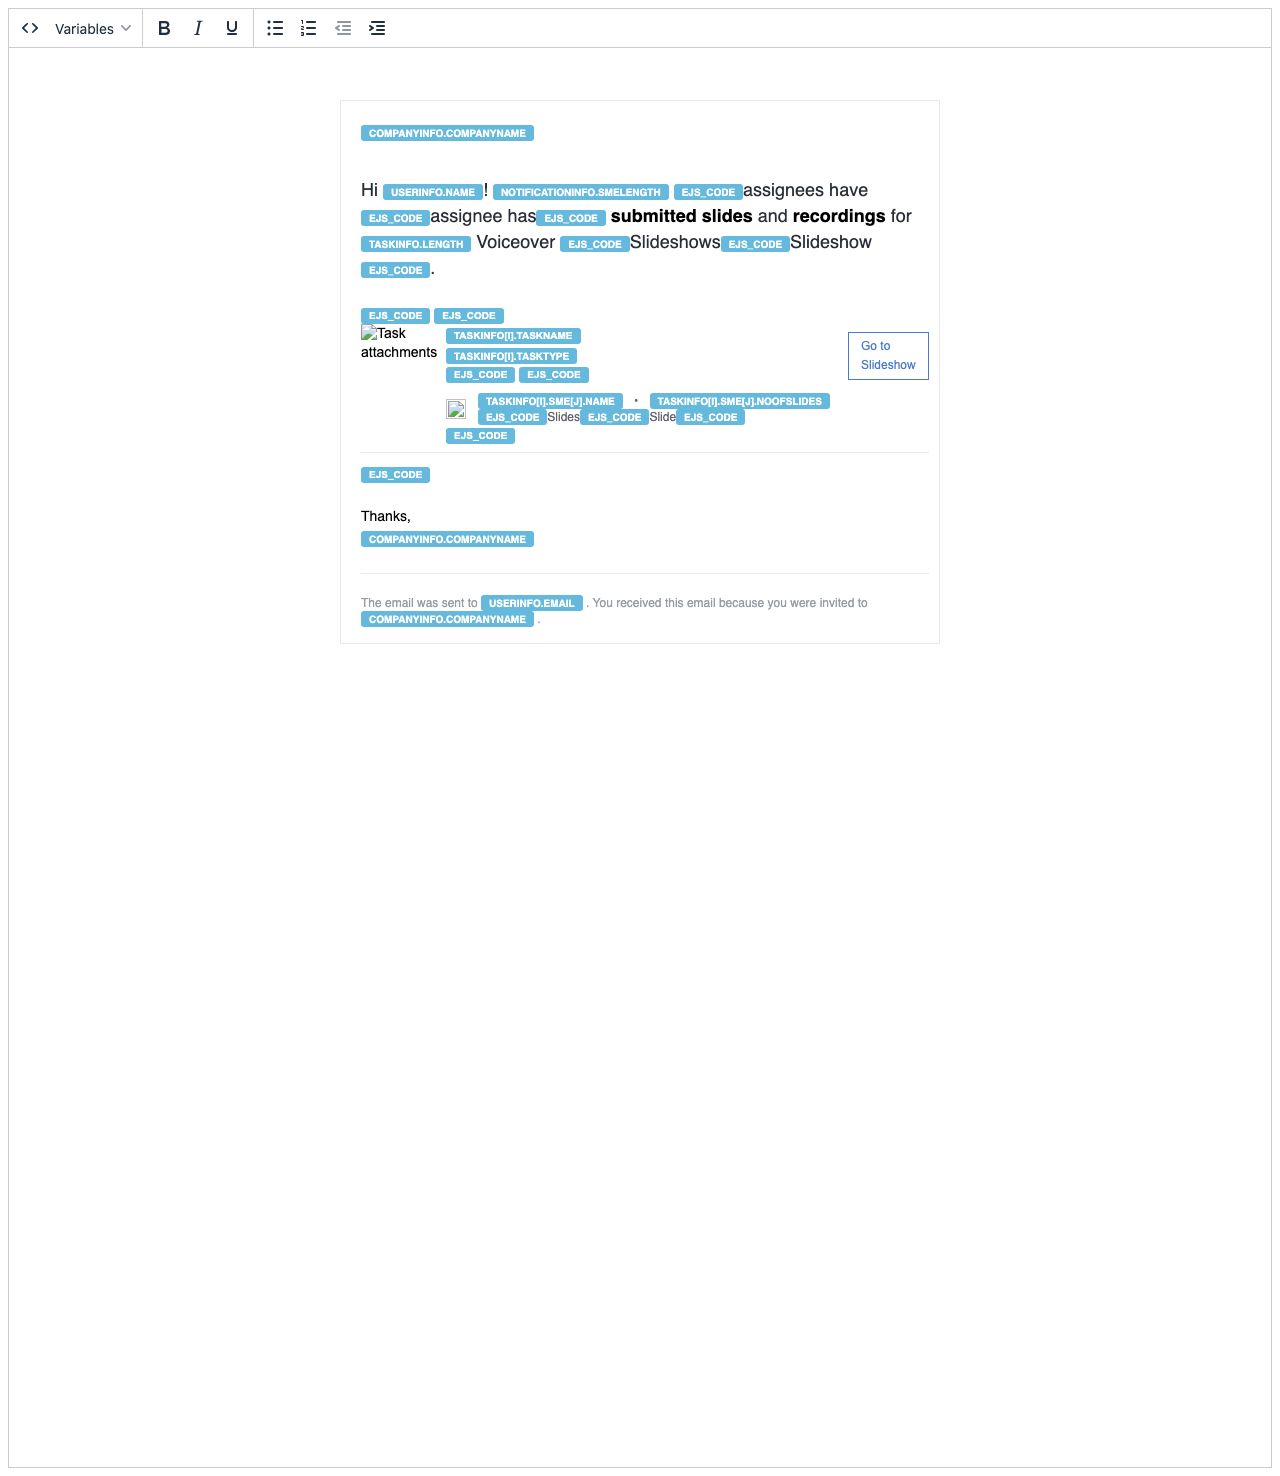 Variables B I U
COMPANYINFO.COMPANYNAME
Hi USERINFO.NAME ! NOTIFICATIONINFO.SMELENGTH EJS_CODE assignees have
EJS_CODE assignee has EJS_CODE submitted slides and recordings for
TASKINFO.LENGTH Voiceover EJS_CODE Slideshows EJS_CODE Slideshow
EJS_CODE .
EJS_CODE EJS_CODE
Task
attachments
TASKINFO[I].TASKNAME
TASKINFO[I].TASKTYPE
EJS_CODE EJS_CODE
TASKINFO[I].SME[J].NAME • TASKINFO[I].SME[J].NOOFSLIDES
EJS_CODE Slides EJS_CODE Slide EJS_CODE
EJS_CODE
Go to
Slideshow
EJS_CODE
Thanks,
COMPANYINFO.COMPANYNAME
The email was sent to USERINFO.EMAIL . You received this email because you were invited to
COMPANYINFO.COMPANYNAME .